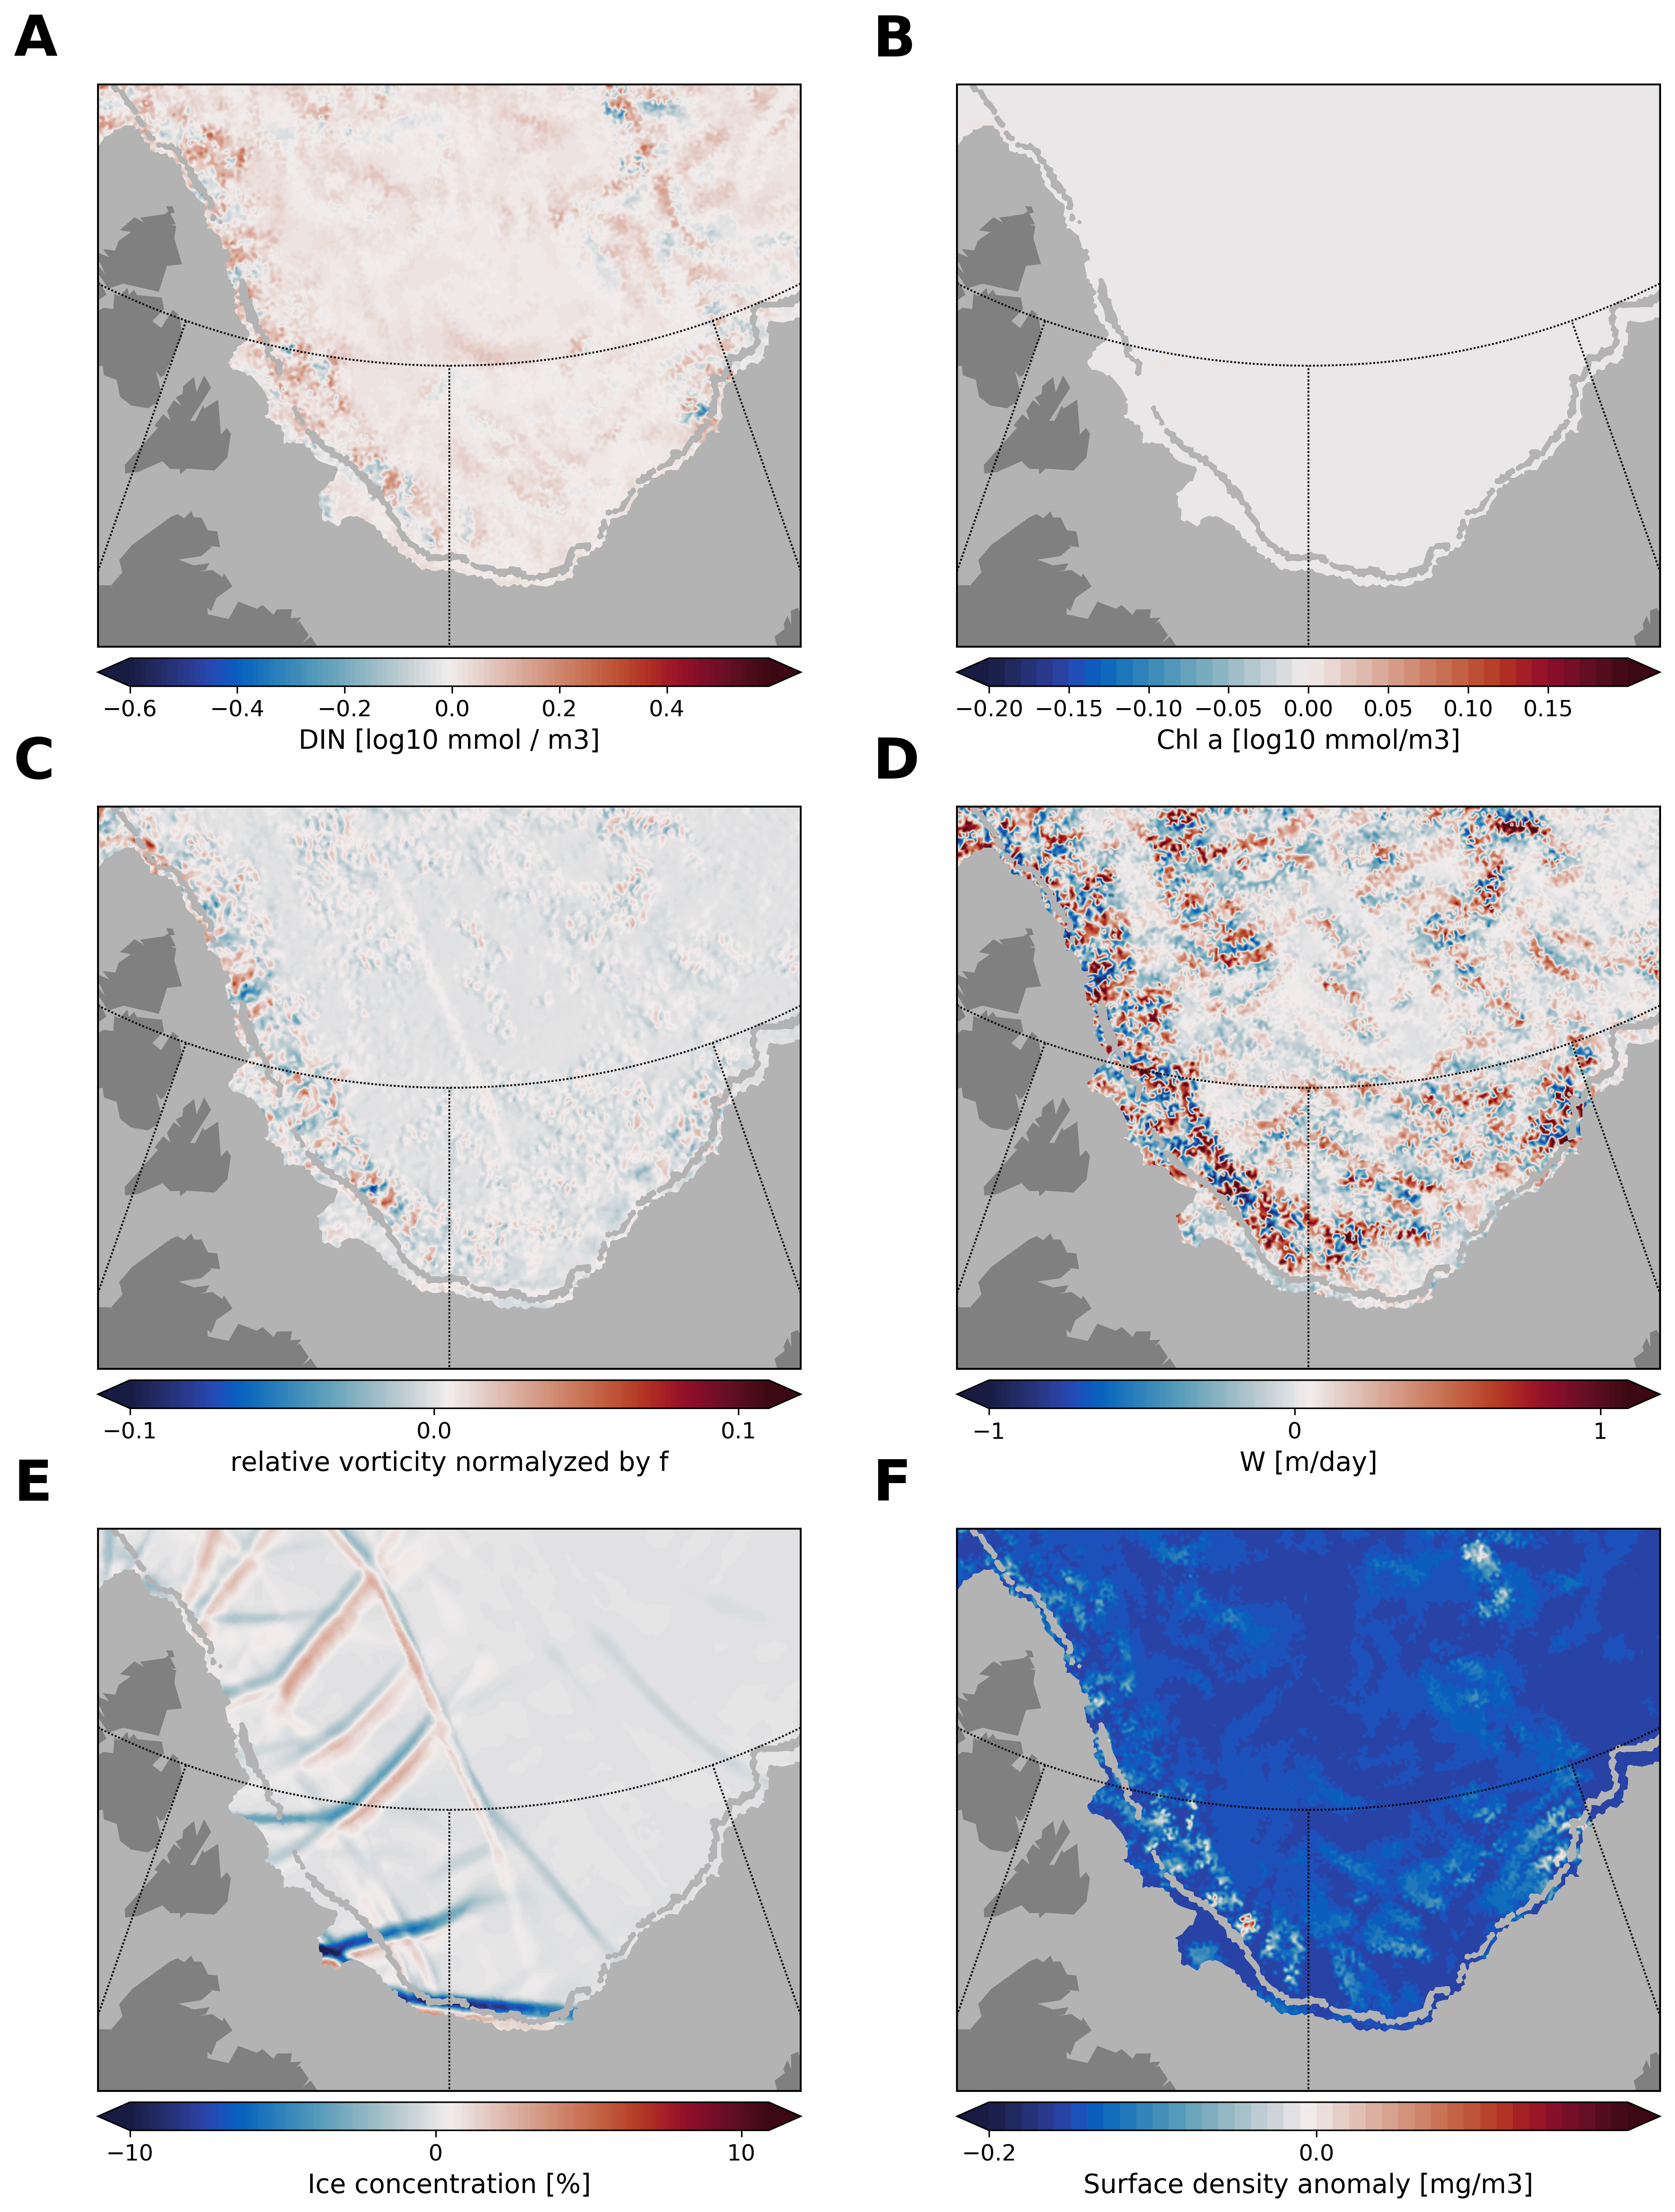 A
B
−0.6 −0.4 −0.2 0.0 0.2 0.4
DIN [log10 mmol / m3]
−0.20 −0.15 −0.10 −0.05 0.00 0.05 0.10 0.15
Chl a [log10 mmol/m3]
C
D
−0.1 0.0 0.1
relative vorticity normalyzed by f
−1 0 1
W [m/day]
E
F
−10 0 10
Ice concentration [%]
−0.2 0.0
Surface density anomaly [mg/m3]